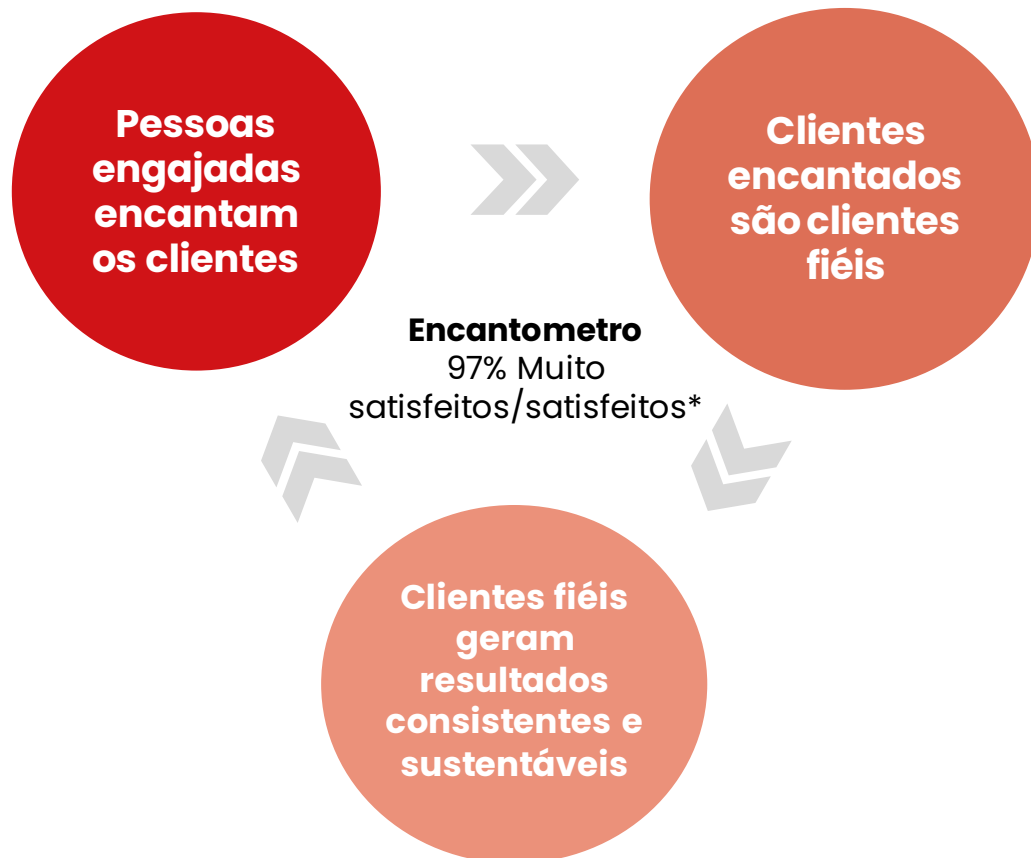 Pessoas
engajadas
encantam
os clientes
Clientes
encantados
são clientes
fiéis
Encantometro
97% Muito
satisfeitos/satisfeitos*
Clientes fiéis
geram
resultados
consistentes e
sustentáveis